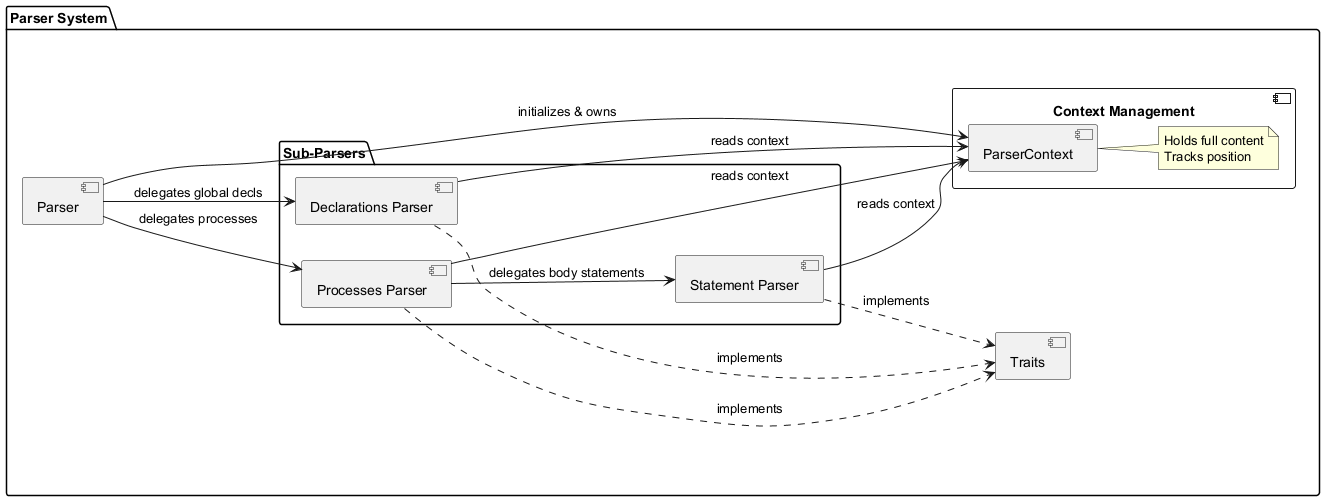 Parser System
Context Management
initializes & owns
ParserContext
Holds full content
Tracks position
Sub-Parsers
reads context
reads context
Parser
delegates global decls
Declarations Parser
reads context
delegates processes
Processes Parser
delegates body statements
Statement Parser
implements
Traits
implements
implements